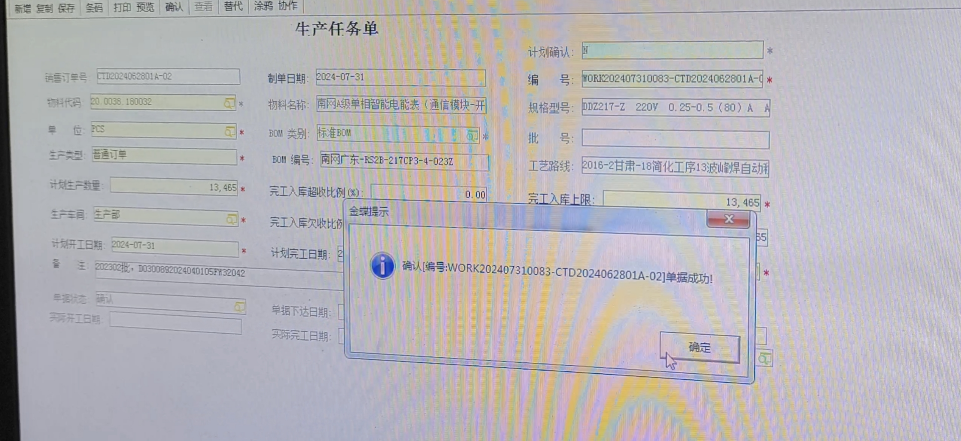 新增 复制 保存 条码 打印 预览 确认 查看 替代 涂鸦 协作
生产任务单
计划确认: N *
销售订单号 CTD2024062801A-02 制单日期: 2024-07-31 编 号: WORK202407310083-CTD2024062801A-0 *
物料代码 20.0036.180032 * 物料名称: 南网A级单相智能电能表(通信模块-开 规格型号: DDZ217-Z 220V 0.25-0.5(80)A A
单 位 PCS * BOM 类别: 标准BOM * 批 号:
生产类型: 普通订单 * BOM 编号: 南网广东-KS2B-217CP3-4-023Z 工艺路线: 2016-2甘肃-18简化工序13波峰焊自动
计划生产数量 13,465 * 完工入库超收比例(%): 0.00 完工入库上限: 13,465 *
生产车间 生产部 * 完工入库欠收比例
计划开工日期 2024-07-31 * 计划完工日期: 2
备 注 202302批,
单据状态 确认 单据下达日期:
实际开工日期 实际完工日期:
金蝶提示
确认[编号:WORK202407310083-CTD2024062801A-02]单据成功!
确定